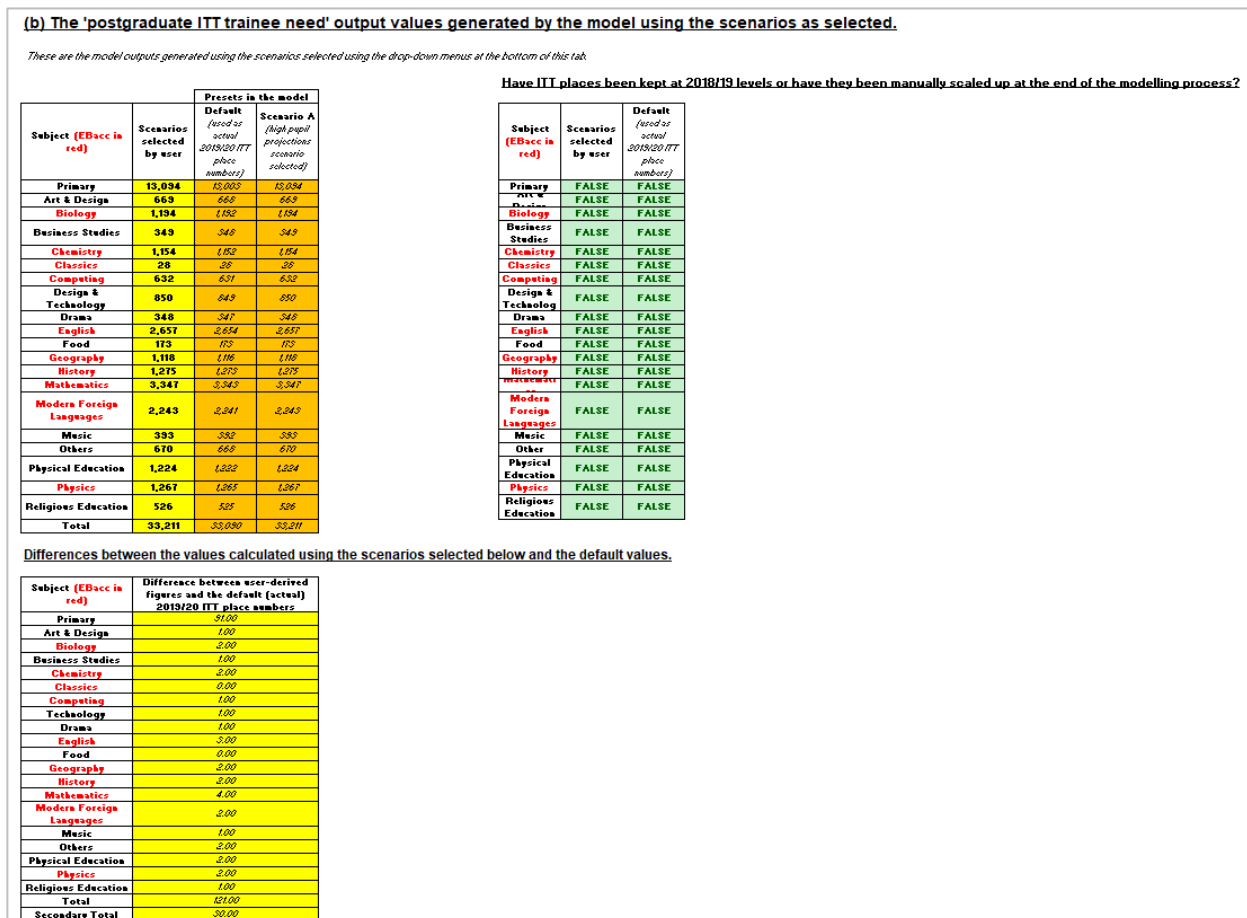 (b) The 'postgraduate ITT trainee need' output values generated by the model using the scenarios as selected.
These are the model outputs generated using the scenarios selected using the drop-down menus at the bottom of this tab.
Presets in the model
Subject (EBacc in red) Scenarios selected by user Default (used as actual 2019/20 ITT place numbers) Scenario A (high pupil projections scenario selected)
Primary 13,094 13,003 13,094
Art & Design 669 668 669
Biology 1,194 1,192 1,194
Business Studies 349 348 349
Chemistry 1,154 1,152 1,154
Classics 28 28 28
Computing 632 631 632
Design & Technology 850 849 850
Drama 348 347 348
English 2,657 2,654 2,657
Food 173 173 173
Geography 1,118 1,116 1,118
History 1,275 1,273 1,275
Mathematics 3,347 3,343 3,347
Modern Foreign Languages 2,243 2,241 2,243
Music 393 392 393
Others 670 668 670
Physical Education 1,224 1,222 1,224
Physics 1,267 1,265 1,267
Religious Education 526 525 526
Total 33,211 33,090 33,211
Have ITT places been kept at 2018/19 levels or have they been manually scaled up at the end of the modelling process?
Subject (EBacc in red) Scenarios selected by user Default (used as actual 2019/20 ITT place numbers)
Primary FALSE FALSE
Art & Design FALSE FALSE
Biology FALSE FALSE
Business Studies FALSE FALSE
Chemistry FALSE FALSE
Classics FALSE FALSE
Computing FALSE FALSE
Design & Technolog FALSE FALSE
Drama FALSE FALSE
English FALSE FALSE
Food FALSE FALSE
Geography FALSE FALSE
History FALSE FALSE
Mathemati FALSE FALSE
Modern Foreign Languages FALSE FALSE
Music FALSE FALSE
Other FALSE FALSE
Physical Education FALSE FALSE
Physics FALSE FALSE
Religious Education FALSE FALSE
Differences between the values calculated using the scenarios selected below and the default values.
Subject (EBacc in red) Difference between user-derived figures and the default (actual) 2019/20 ITT place numbers
Primary 91.00
Art & Design 1.00
Biology 2.00
Business Studies 1.00
Chemistry 2.00
Classics 0.00
Computing 1.00
Technology 1.00
Drama 1.00
English 3.00
Food 0.00
Geography 2.00
History 2.00
Mathematics 4.00
Modern Foreign Languages 2.00
Music 1.00
Others 2.00
Physical Education 2.00
Physics 2.00
Religious Education 1.00
Total 121.00
Secondary Total 30.00